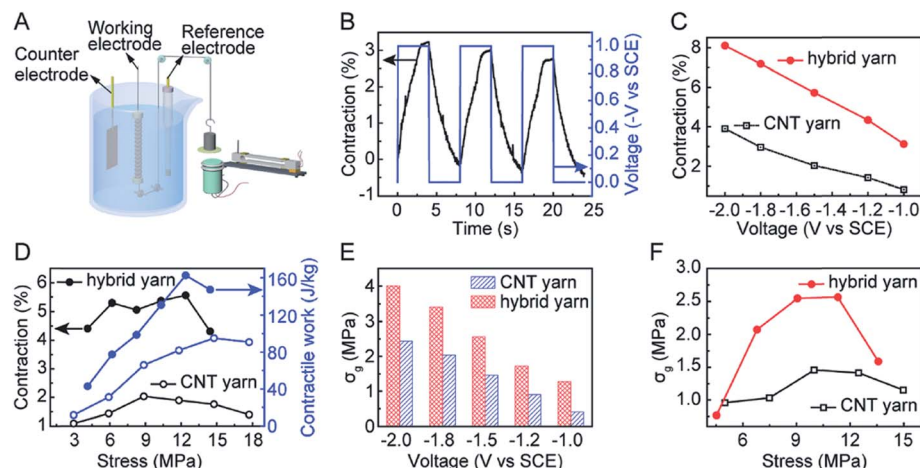 A
Counter
electrode
Working
electrode
Reference
electrode
B
Contraction (%)
3
2
1
0
-1
0 5 10 15 20 25
Time (s)
1.0
0.8
0.6
0.4
0.2
0.0
Voltage (-V vs SCE)
C
Contraction (%)
8
6
4
2
hybrid yarn
CNT yarn
-2.0 -1.8 -1.6 -1.4 -1.2 -1.0
Voltage (V vs SCE)
D
Contraction (%)
6
5
4
3
2
1
hybrid yarn
CNT yarn
3 6 9 12 15 18
Stress (MPa)
160
120
80
40
0
Contractile work (J/kg)
E
σg (MPa)
4
3
2
1
0
CNT yarn
hybrid yarn
-2.0 -1.8 -1.5 -1.2 -1.0
Voltage (V vs SCE)
F
σg (MPa)
3.0
2.5
2.0
1.5
1.0
hybrid yarn
CNT yarn
6 9 12 15
Stress (MPa)